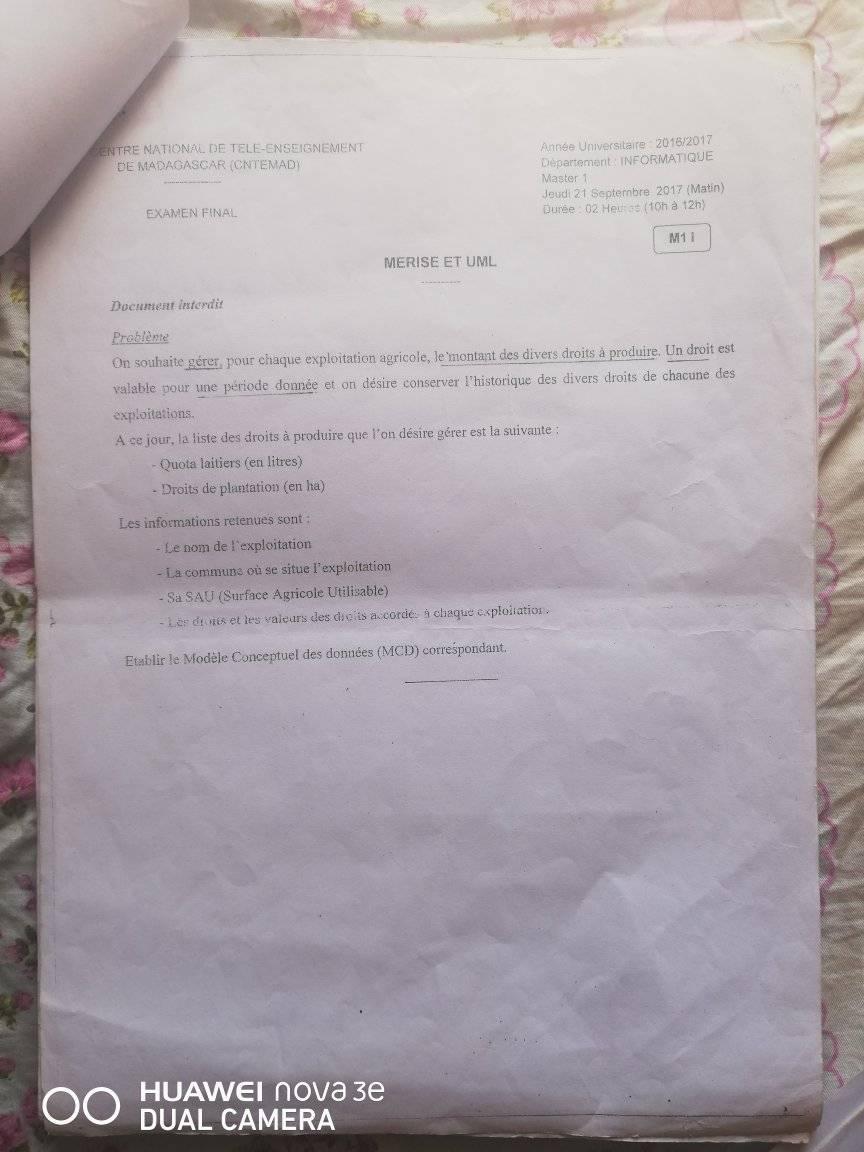 ENTRE NATIONAL DE TELE-ENSEIGNEMENT
DE MADAGASCAR (CNTEMAD)
EXAMEN FINAL
Année Universitaire : 2016/2017
Département : INFORMATIQUE
Master 1
Jeudi 21 Septembre 2017 (Matin)
Durée : 02 Heures (10h à 12h)
M1 i
MERISE ET UML
Document interdit
Problème
On souhaite gérer, pour chaque exploitation agricole, le montant des divers droits à produire. Un droit est
valable pour une période donnée et on désire conserver l'historique des divers droits de chacune des
exploitations.
A ce jour, la liste des droits à produire que l'on désire gérer est la suivante :
- Quota laitiers (en litres)
- Droits de plantation (en ha)
Les informations retenues sont :
- Le nom de l'exploitation
- La commune où se situe l'exploitation
- Sa SAU (Surface Agricole Utilisable)
- Les droits et les valeurs des droits accordés à chaque exploitation.
Etablir le Modèle Conceptuel des données (MCD) correspondant.
HUAWEI nova 3e
DUAL CAMERA